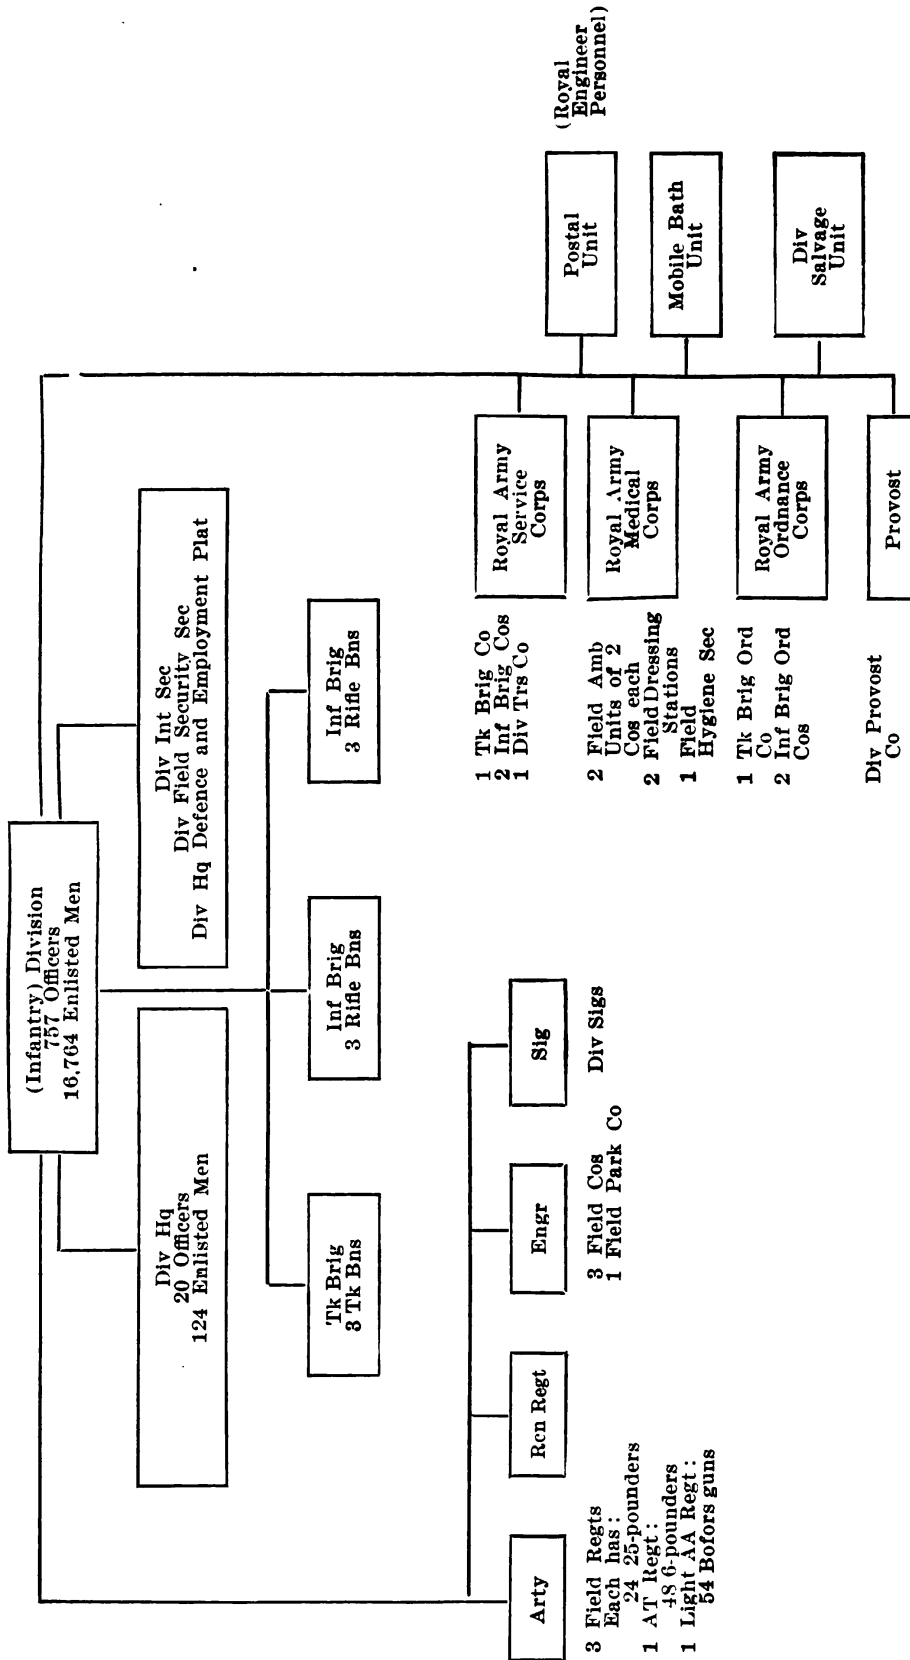 (Infantry) Division
757 Officers
16,764 Enlisted Men
Div Hq
20 Officers
124 Enlisted Men
Div Int Sec
Div Field Security Sec
Div Hq Defence and Employment Plat
Tk Brig
3 Tk Bns
Inf Brig
3 Rifle Bns
Inf Brig
3 Rifle Bns
Arty
3 Field Regts
Each has:
24 25-pounders
1 AT Regt:
48 6-pounders
1 Light AA Regt:
54 Bofors guns
Rcn Regt
Engr
3 Field Cos
1 Field Park Co
Sig
Div Sigs
1 Tk Brig Co
2 Inf Brig Cos
1 Div Trs Co
Royal Army
Service
Corps
2 Field Amb
Units of 2
Cos each
2 Field Dressing
Stations
1 Field
Hygiene Sec
Royal Army
Medical
Corps
1 Tk Brig Ord
Co
2 Inf Brig Ord
Cos
Royal Army
Ordnance
Corps
Div Provost
Co
Provost
Postal
Unit
(Royal
Engineer
Personnel)
Mobile Bath
Unit
Div
Salvage
Unit